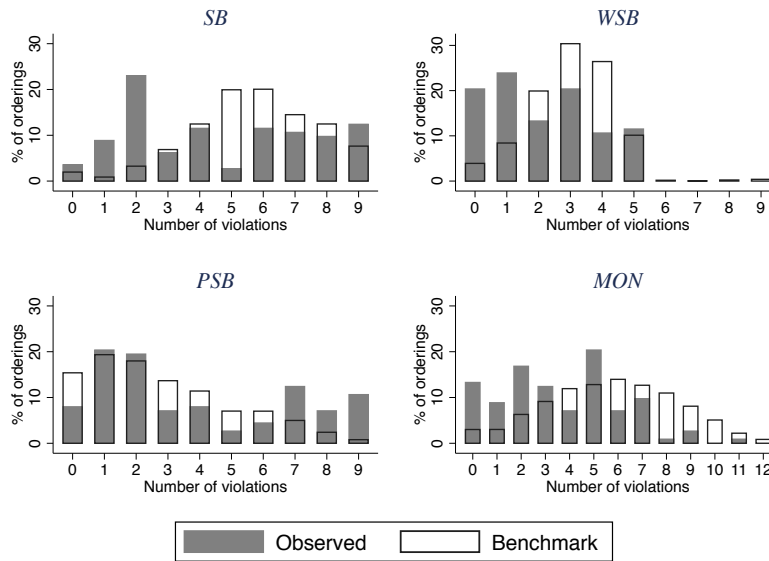 SB
% of orderings
0 10 20 30
0 1 2 3 4 5 6 7 8 9
Number of violations
WSB
% of orderings
0 10 20 30
0 1 2 3 4 5 6 7 8 9
Number of violations
PSB
% of orderings
0 10 20 30
0 1 2 3 4 5 6 7 8 9
Number of violations
MON
% of orderings
0 10 20 30
0 1 2 3 4 5 6 7 8 9 10 11 12
Number of violations
Observed Benchmark